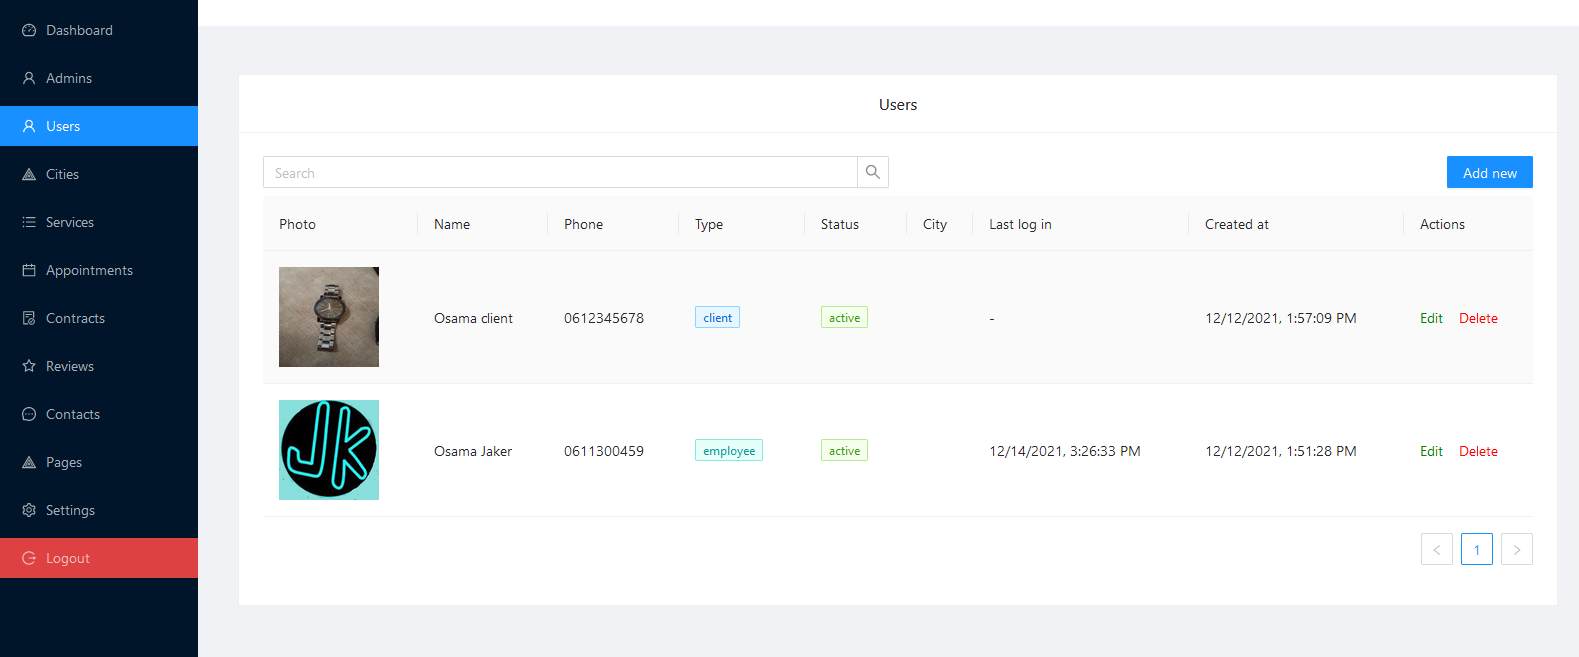 Dashboard
Admins
Users
Cities
Services
Appointments
Contracts
Reviews
Contacts
Pages
Settings
Logout
Users
Search
Add new
Photo Name Phone Type Status City Last log in Created at Actions
Osama client 0612345678 client active - 12/12/2021, 1:57:09 PM Edit Delete
JK
Osama Jaker 0611300459 employee active 12/14/2021, 3:26:33 PM 12/12/2021, 1:51:28 PM Edit Delete
< 1 >